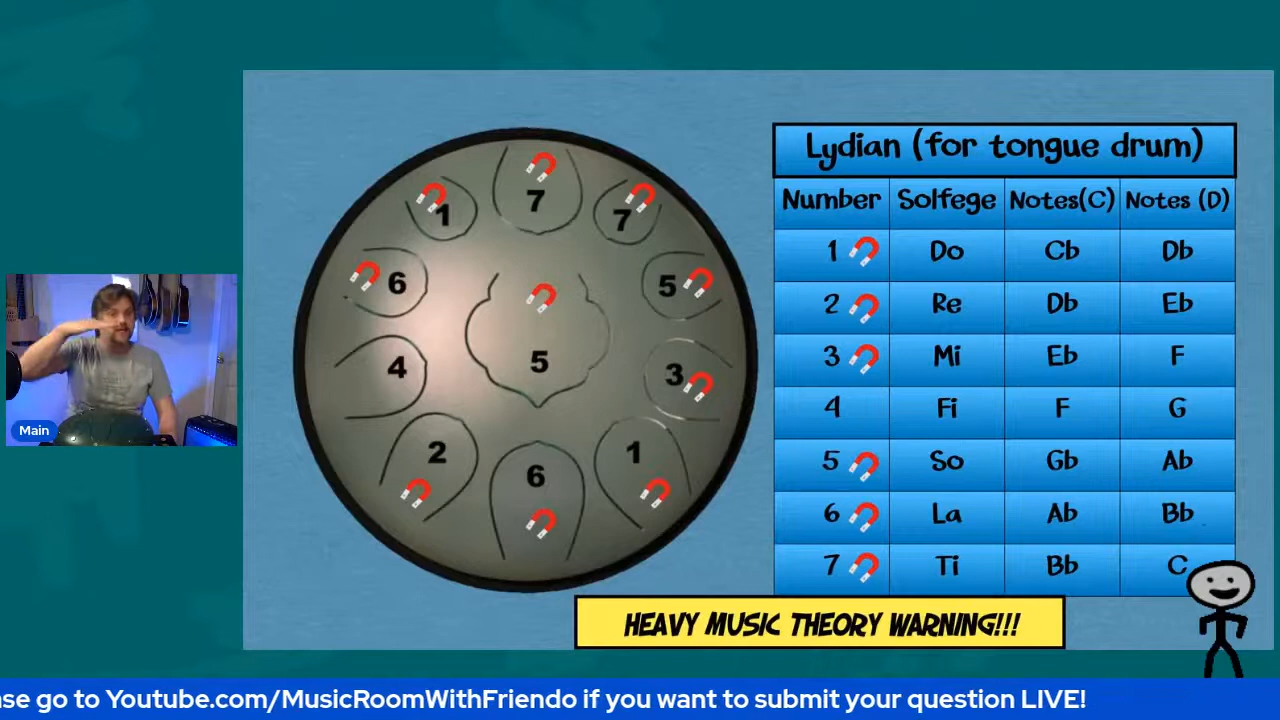 Lydian (for tongue drum)
Number Solfege Notes(C) Notes (D)
1 Do Cb Db
2 Re Db Eb
3 Mi Eb F
4 Fi F G
5 So Gb Ab
6 La Ab Bb
7 Ti Bb C
7
1
7
6
5
5
4
3
2
1
6
Main
HEAVY MUSIC THEORY WARNING!!!
go to Youtube.com/MusicRoomWithFriendo if you want to submit your question LIVE!